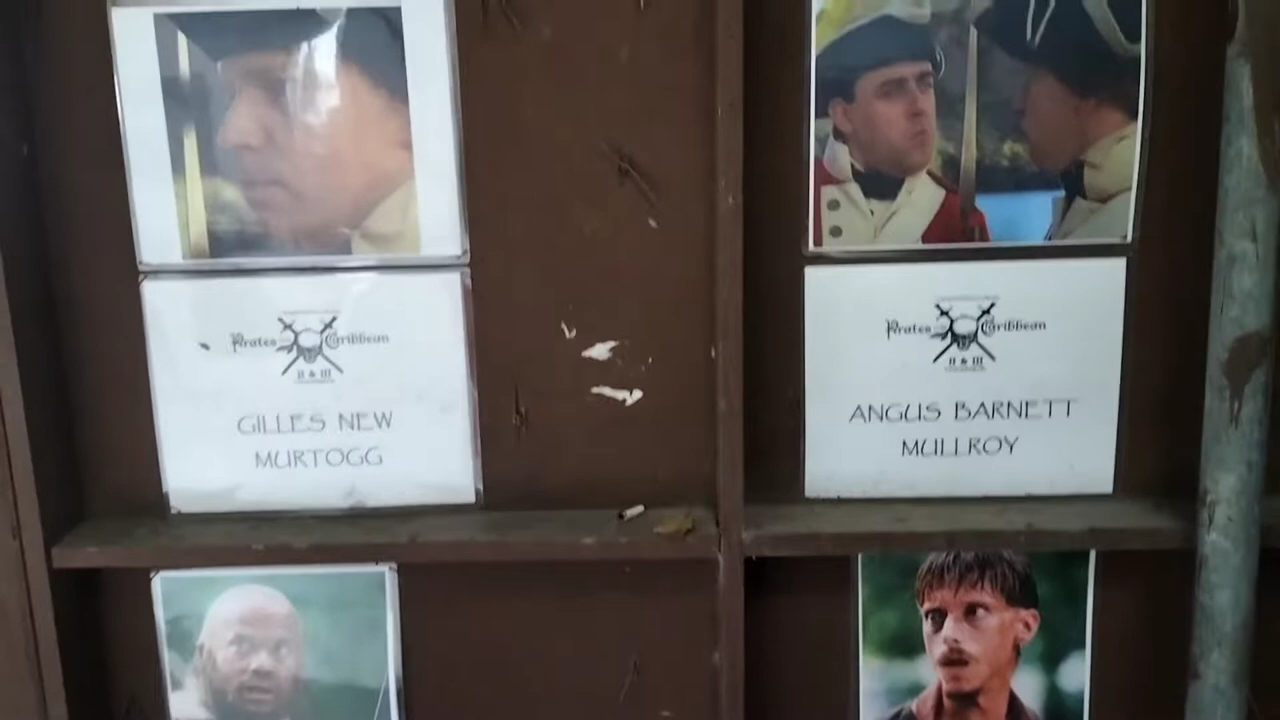 Pirates Caribbean
II & III
GILLES NEW
MURTOGG
Pirates Caribbean
II & III
ANGUS BARNETT
MULLROY